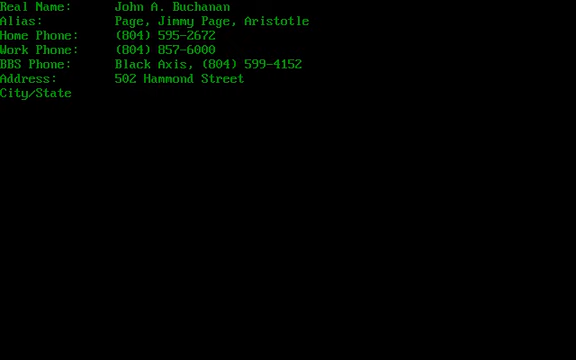 Real Name: John A. Buchanan
Alias: Page, Jimmy Page, Aristotle
Home Phone: (804) 595-2672
Work Phone: (804) 857-6000
BBS Phone: Black Axis, (804) 599-4152
Address: 502 Hammond Street
City/State